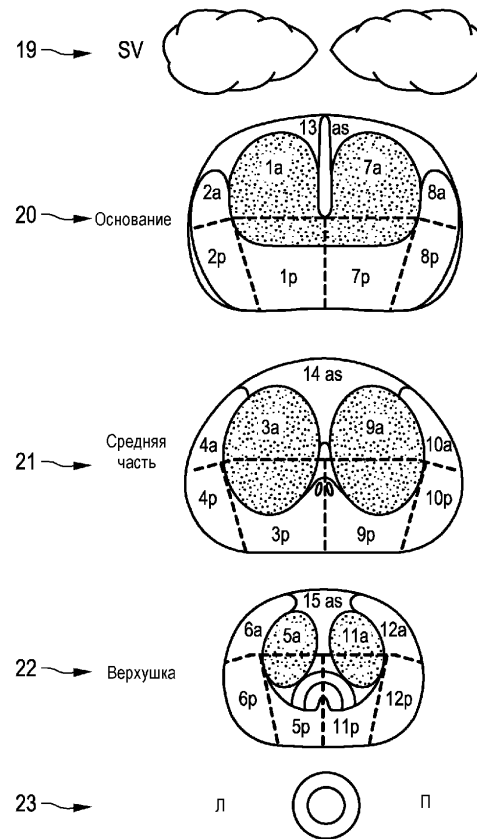 19 SV
13 as
1a 7a
2a 8a
20 Основание
2p 8p
1p 7p
14 as
3a 9a
4a 10a
21 Средняя
часть
4p 10p
3p 9p
15 as
6a 5a 11a 12a
22 Верхушка
6p 12p
5p 11p
23 Л П